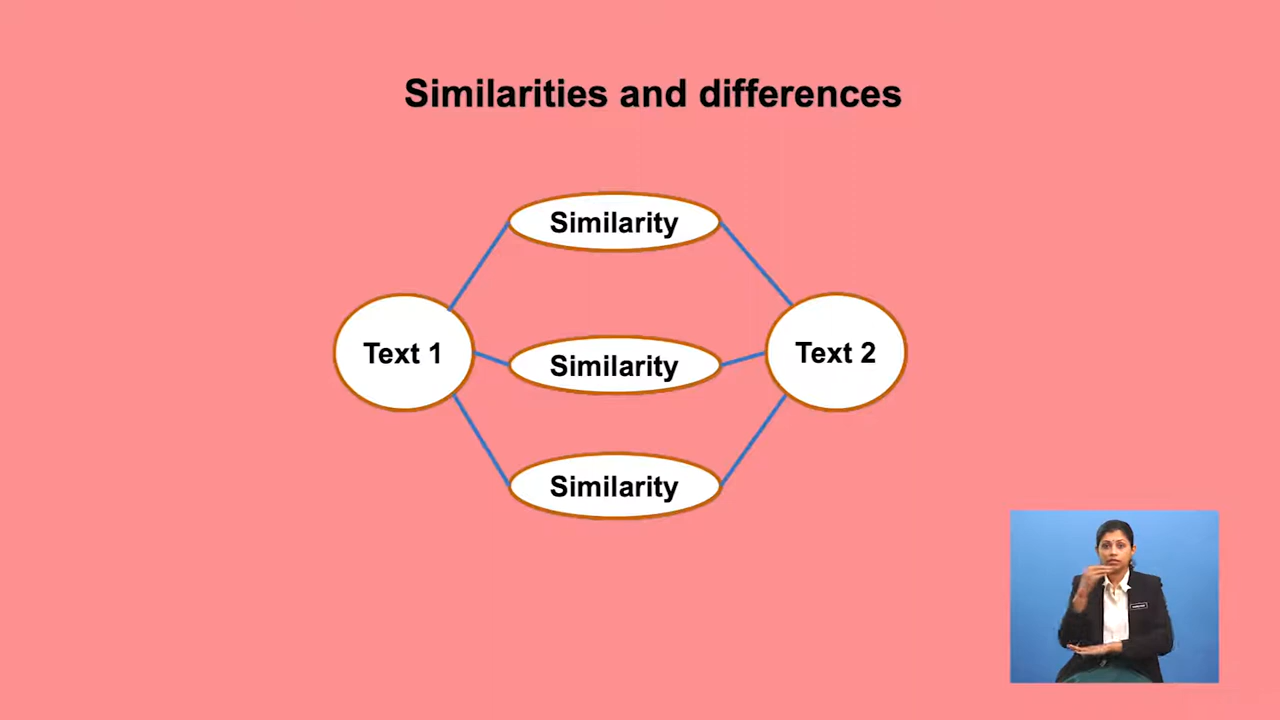 Similarities and differences
Similarity
Text 1
Similarity
Text 2
Similarity